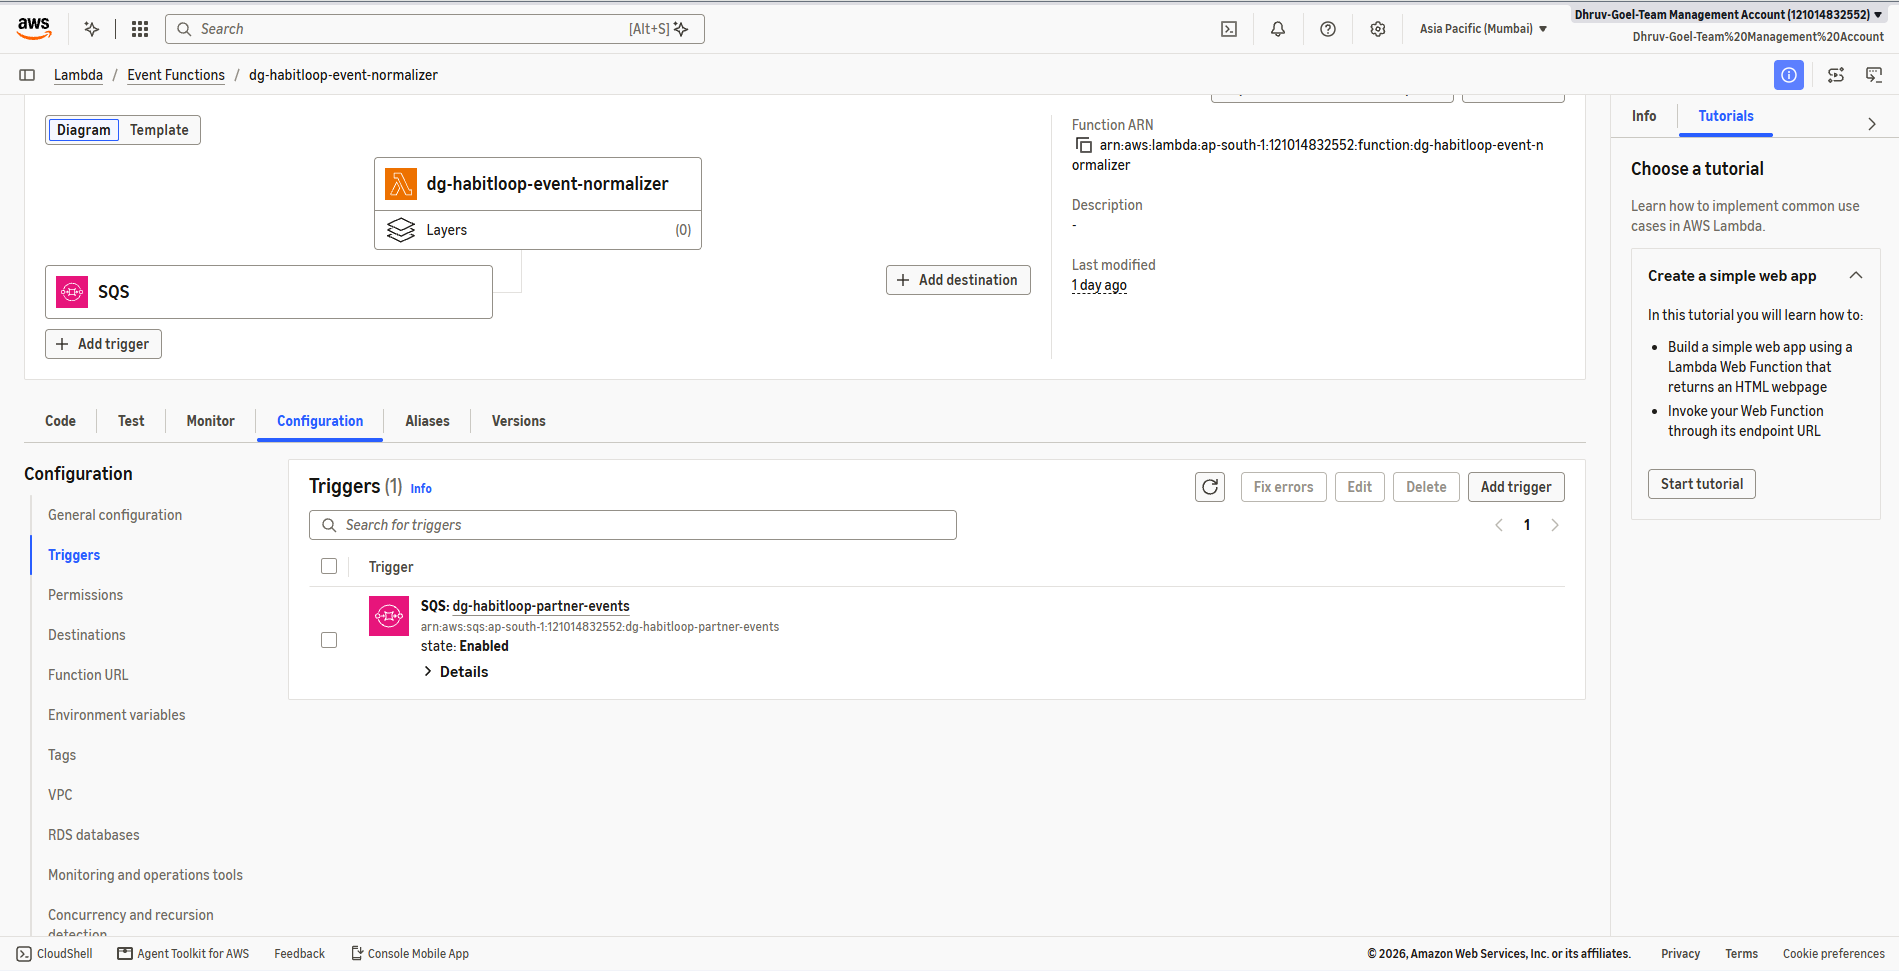 aws
Search
[Alt+S]
Asia Pacific (Mumbai)
Dhruv-Goel-Team Management Account (121014832552)
Dhruv-Goel-Team%20Management%20Account
Lambda / Event Functions / dg-habitloop-event-normalizer
Diagram
Template
dg-habitloop-event-normalizer
Layers
(0)
SQS
Add trigger
Add destination
Function ARN
arn:aws:lambda:ap-south-1:121014832552:function:dg-habitloop-event-n
ormalizer
Description
-
Last modified
1 day ago
Code
Test
Monitor
Configuration
Aliases
Versions
Configuration
General configuration
Triggers
Permissions
Destinations
Function URL
Environment variables
Tags
VPC
RDS databases
Monitoring and operations tools
Concurrency and recursion
detection
Triggers (1) Info
Fix errors
Edit
Delete
Add trigger
Search for triggers
1
Trigger
SQS: dg-habitloop-partner-events
arn:aws:sqs:ap-south-1:121014832552:dg-habitloop-partner-events
state: Enabled
Details
Info
Tutorials
Choose a tutorial
Learn how to implement common use
cases in AWS Lambda.
Create a simple web app
In this tutorial you will learn how to:
• Build a simple web app using a
Lambda Web Function that
returns an HTML webpage
• Invoke your Web Function
through its endpoint URL
Start tutorial
CloudShell
Agent Toolkit for AWS
Feedback
Console Mobile App
© 2026, Amazon Web Services, Inc. or its affiliates.
Privacy
Terms
Cookie preferences